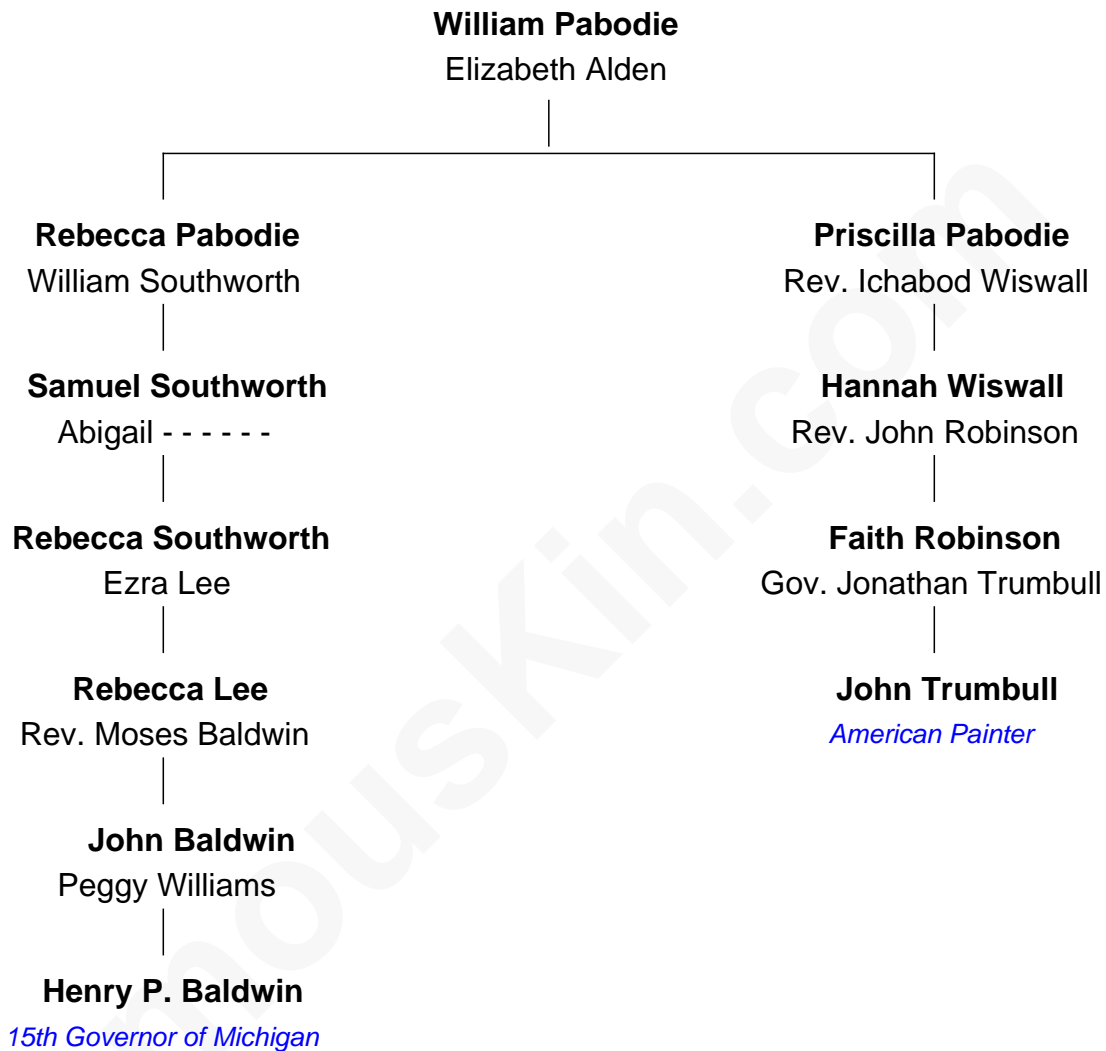 William Pabodie
Elizabeth Alden
Rebecca Pabodie
William Southworth
Priscilla Pabodie
Rev. Ichabod Wiswall
Samuel Southworth
Abigail - - - - - -
Hannah Wiswall
Rev. John Robinson
Rebecca Southworth
Ezra Lee
Faith Robinson
Gov. Jonathan Trumbull
Rebecca Lee
Rev. Moses Baldwin
John Trumbull
American Painter
John Baldwin
Peggy Williams
Henry P. Baldwin
15th Governor of Michigan
mouskin.com